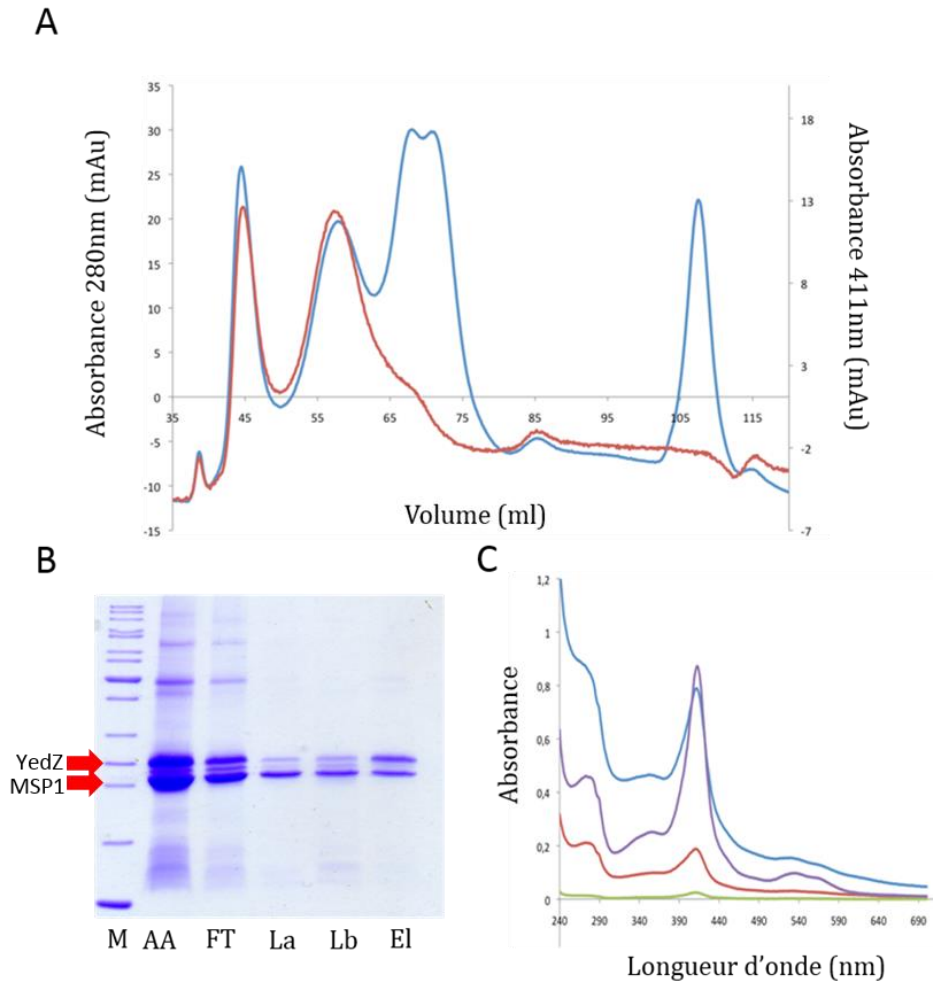 A
Absorbance 280nm (mAu)
35
30
25
20
15
10
5
0
-5
-10
-15
35 45 55 65 75 85 95 105 115
Volume (ml)
18
13
8
3
-2
-7
Absorbance 411nm (mAu)
B
YedZ
MSP1
M AA FT La Lb El
C
Absorbance
1,2
1
0,8
0,6
0,4
0,2
0
240 290 340 390 440 490 540 590 640 690
Longueur d'onde (nm)